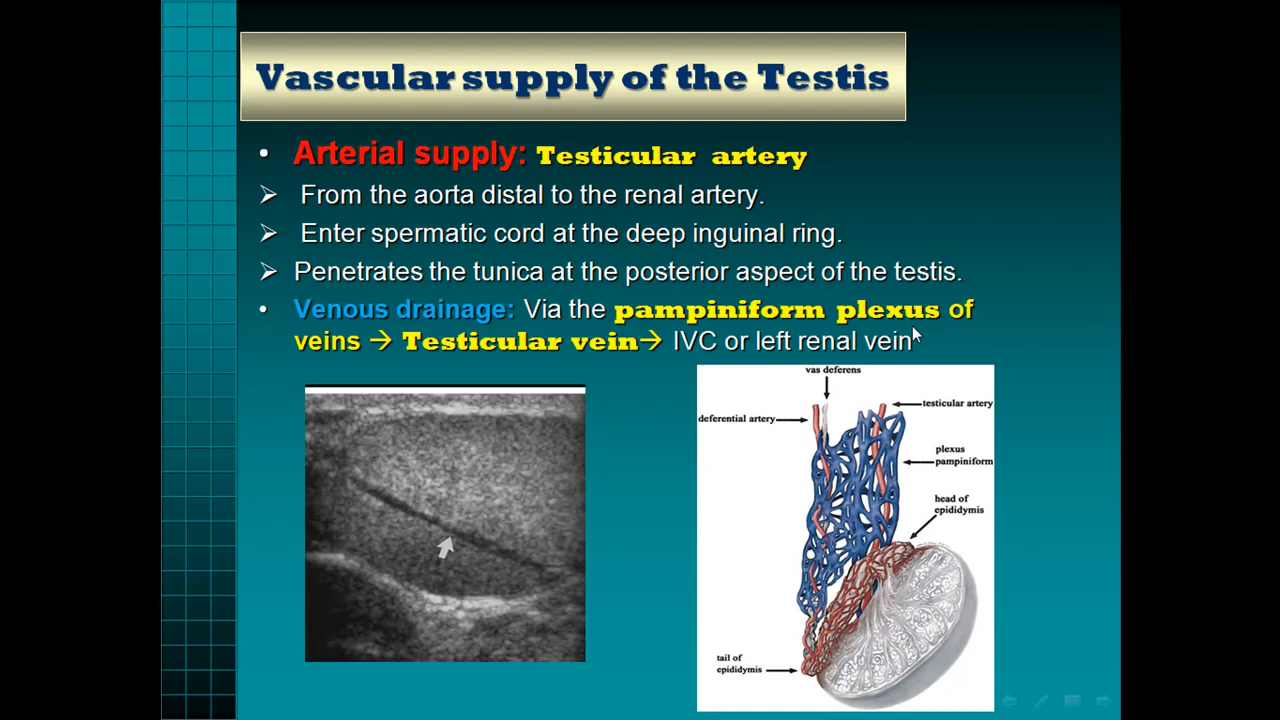 Vascular supply of the Testis
• Arterial supply: Testicular artery
➢ From the aorta distal to the renal artery.
➢ Enter spermatic cord at the deep inguinal ring.
➢ Penetrates the tunica at the posterior aspect of the testis.
• Venous drainage: Via the pampiniform plexus of
veins → Testicular vein→ IVC or left renal vein
vas deferens
deferential artery
testicular artery
plexus
pampiniform
head of
epididymis
tail of
epididymis